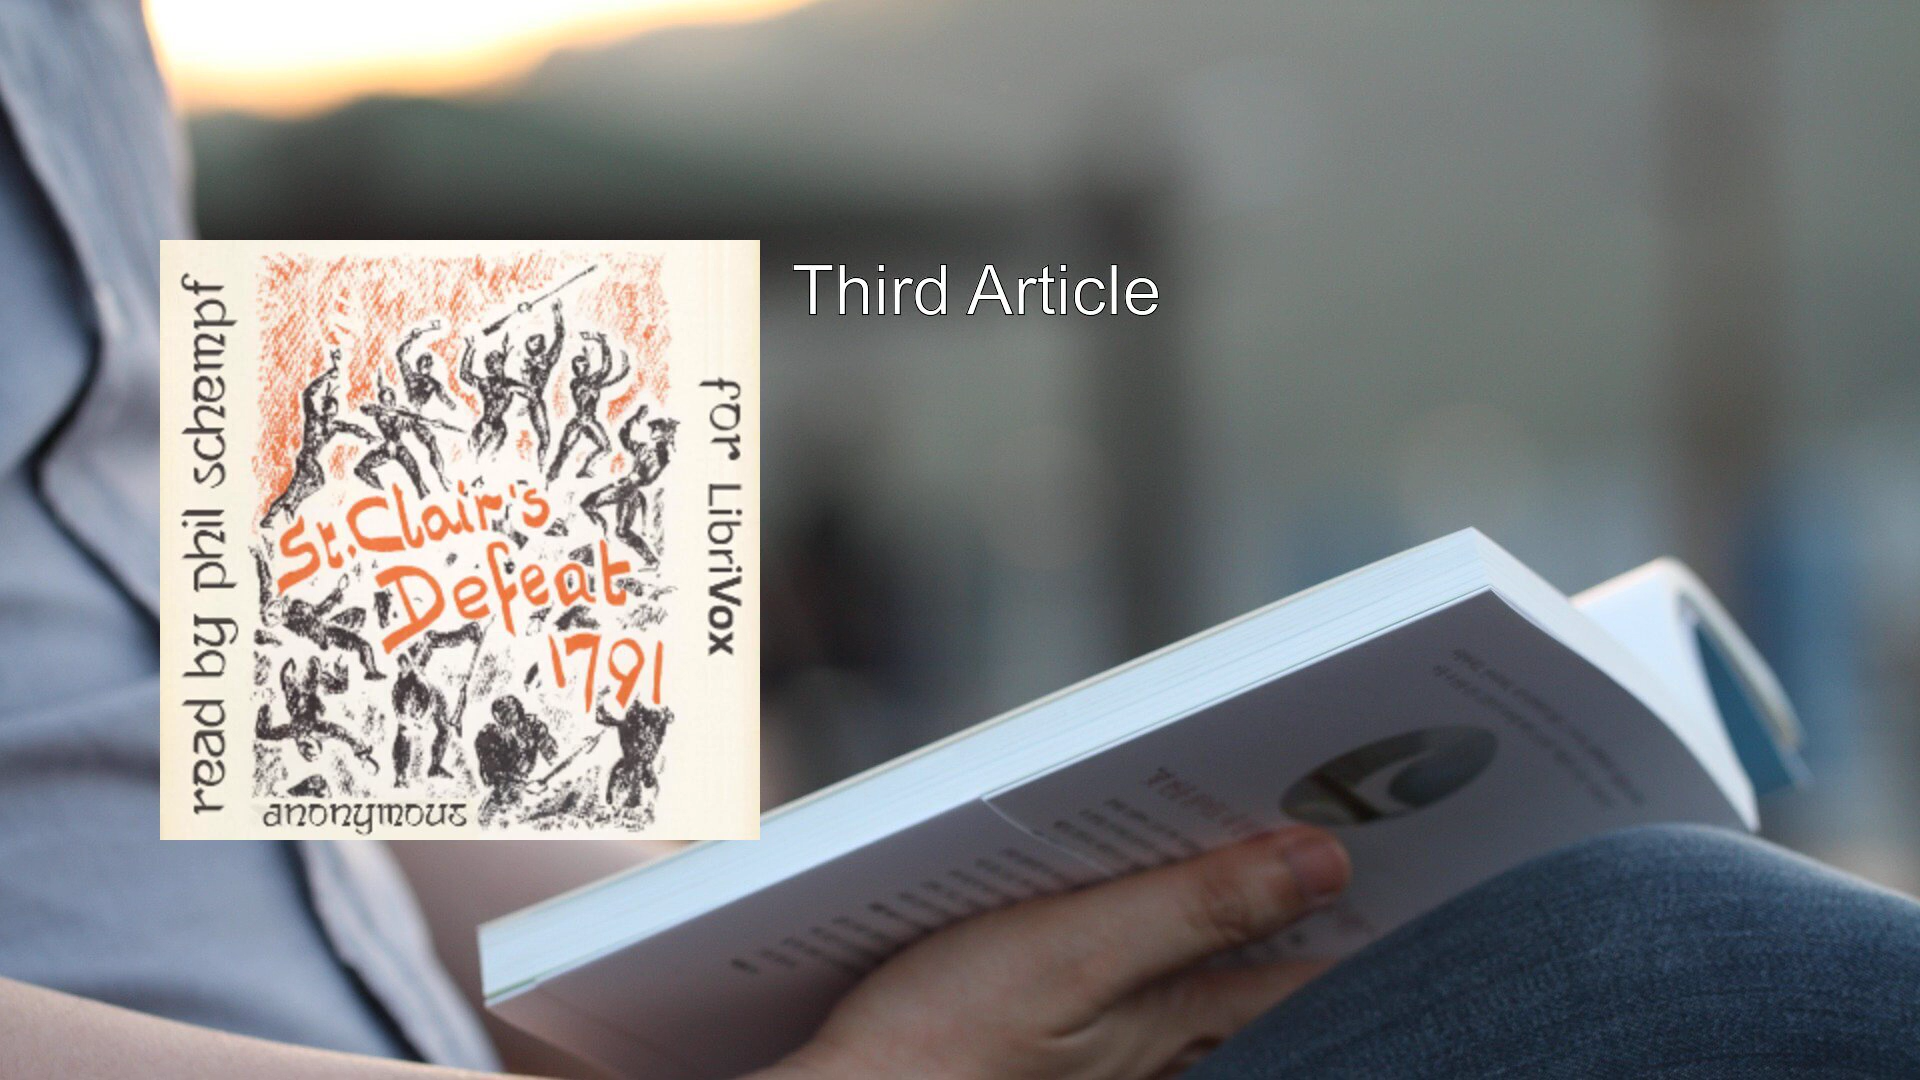 Third Article
read by phil schempf
St. Clair's
Defeat
1791
anonymous
for LibriVox